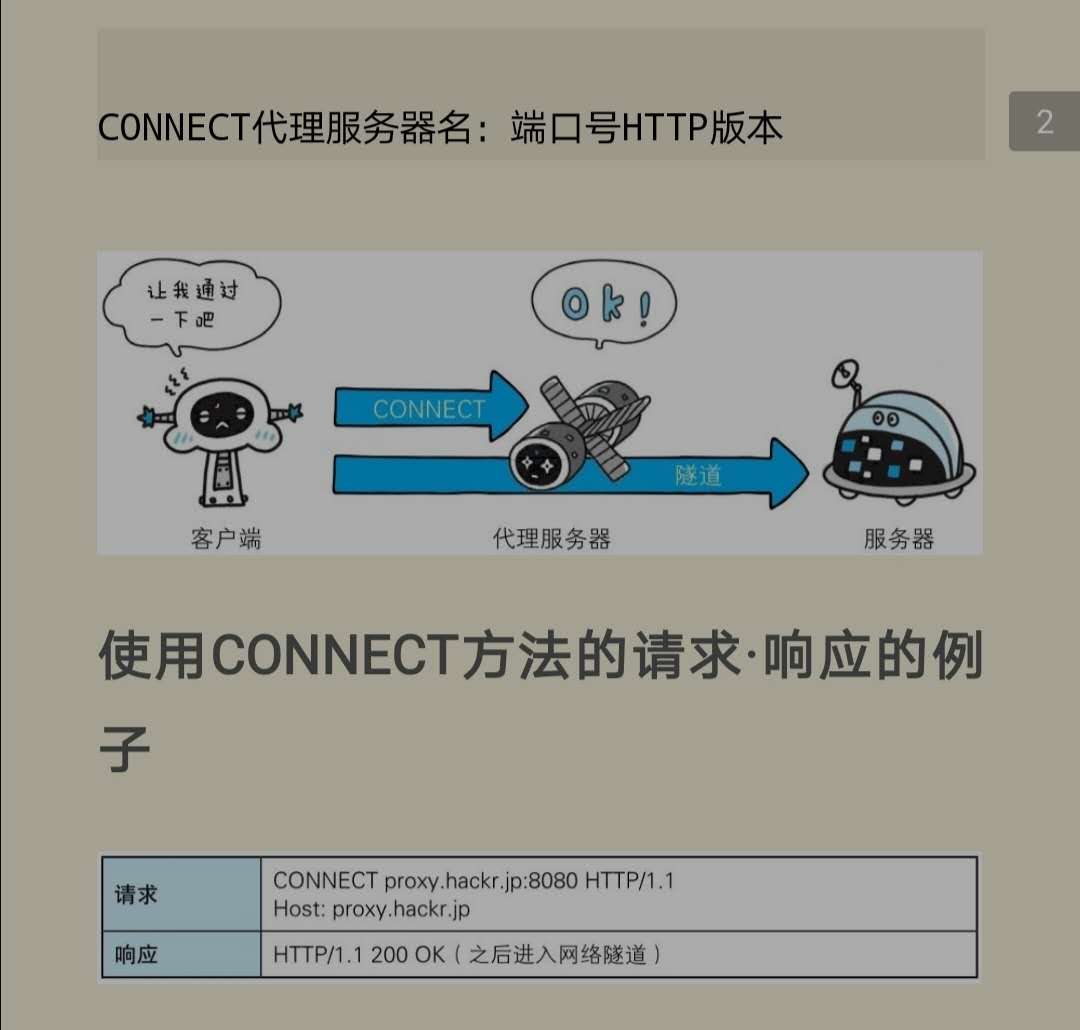 CONNECT代理服务器名：端口号HTTP版本
2
让我通过
一下吧
Ok!
CONNECT
隧道
客户端
代理服务器
服务器
使用CONNECT方法的请求·响应的例
子
请求
CONNECT proxy.hackr.jp:8080 HTTP/1.1
Host: proxy.hackr.jp
响应
HTTP/1.1 200 OK（之后进入网络隧道）